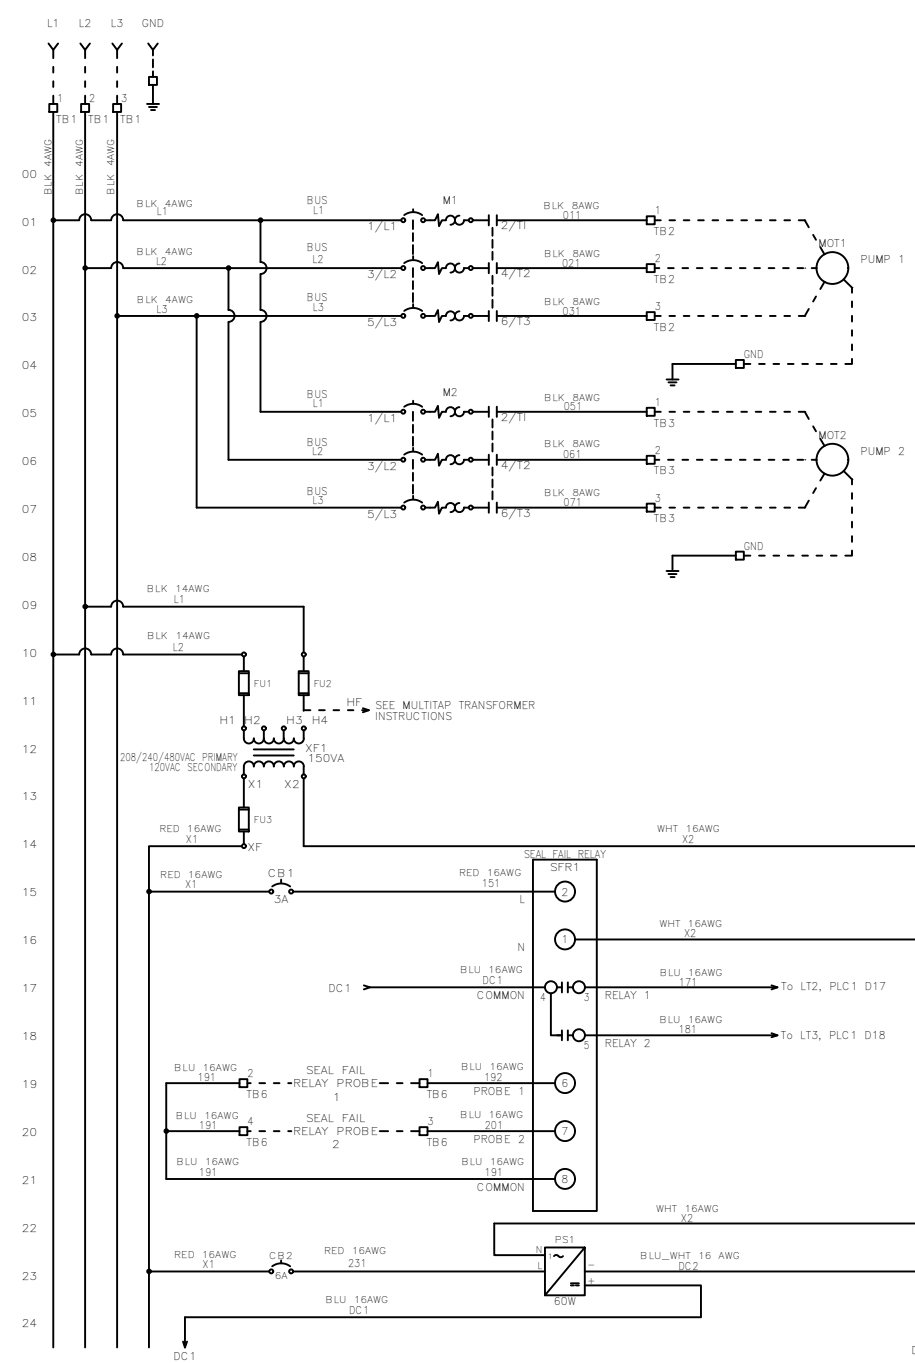 L1 L2 L3 GND
1 2 3
TB1 TB1 TB1
BLK 4AWG BLK 4AWG BLK 4AWG
00
BLK 4AWG BUS M1 BLK 8AWG 1
01 L1 L1 1/L1 2/T1 011 TB2
MOT1
BLK 4AWG BUS BLK 8AWG 2 PUMP 1
02 L2 L2 3/L2 4/T2 021 TB2
BLK 4AWG BUS BLK 8AWG 3
03 L3 L3 5/L3 6/T3 031 TB2
GND
04
BUS M2 BLK 8AWG 1
05 L1 1/L1 2/T1 051 TB3
MOT2
BUS BLK 8AWG 2 PUMP 2
06 L2 3/L2 4/T2 061 TB3
BUS BLK 8AWG 3
07 L3 5/L3 6/T3 071 TB3
GND
08
BLK 14AWG
09 L1
BLK 14AWG
10 L2
FU1 FU2
11 HF SEE MULTITAP TRANSFORMER
INSTRUCTIONS
H1 H2 H3 H4
12 XF1
208/240/480VAC PRIMARY 150VA
120VAC SECONDARY
X1 X2
13
FU3
RED 16AWG WHT 16AWG
14 X1 XF X2
SEAL FAIL RELAY
SFR1
RED 16AWG CB1 RED 16AWG
15 X1 3A 151 2
L
WHT 16AWG
16 N 1 X2
BLU 16AWG BLU 16AWG
17 DC1 DC1 171 To LT2, PLC1 D17
COMMON 4 3 RELAY 1
BLU 16AWG
18 181 To LT3, PLC1 D18
5 RELAY 2
BLU 16AWG 2 SEAL FAIL 1 BLU 16AWG
19 191 RELAY PROBE 192 6
TB6 1 TB6 PROBE 1
BLU 16AWG 4 SEAL FAIL 3 BLU 16AWG
20 191 RELAY PROBE 201 7
TB6 2 TB6 PROBE 2
BLU 16AWG BLU 16AWG
21 191 191 8
COMMON
WHT 16AWG
22 X2
PS1
RED 16AWG CB2 RED 16AWG N 1 BLU_WHT 16 AWG
23 X1 6A 231 L - DC2
+
BLU 16AWG 60W
24 DC1
DC1